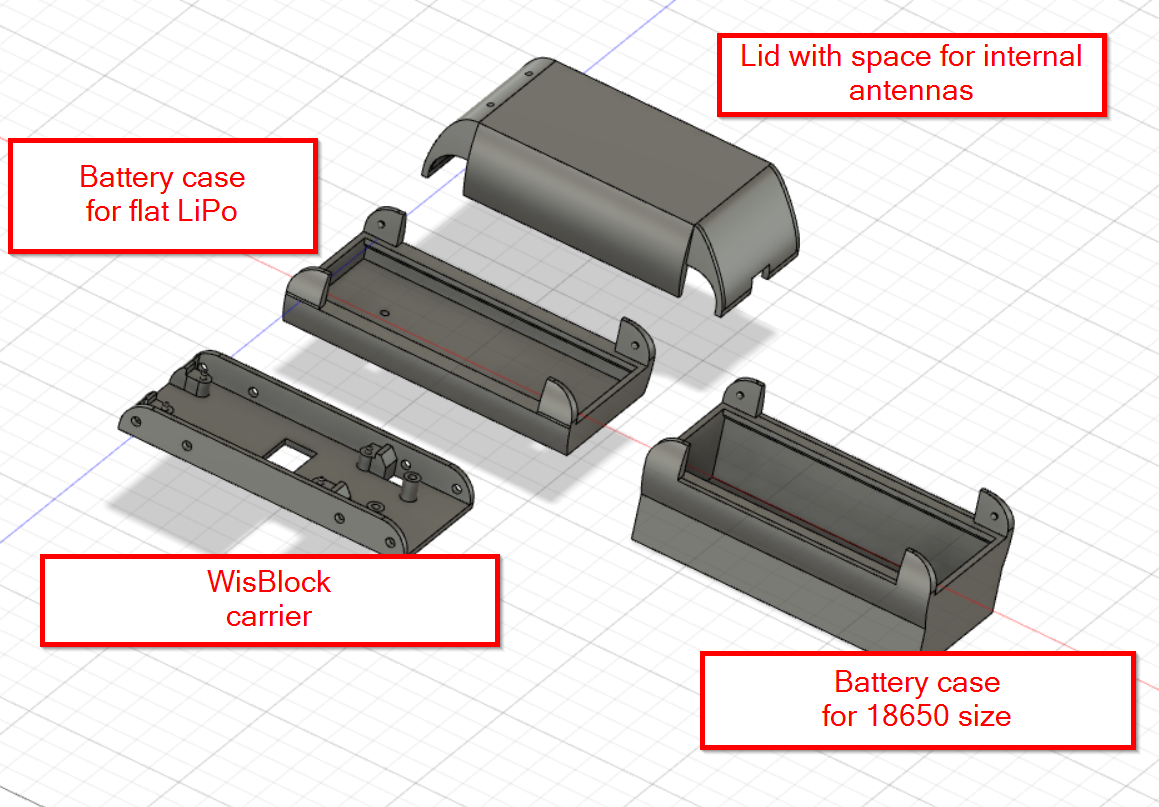 Lid with space for internal
antennas
Battery case
for flat LiPo
WisBlock
carrier
Battery case
for 18650 size